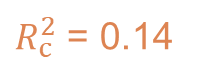 $R_c^2 = 0.14$